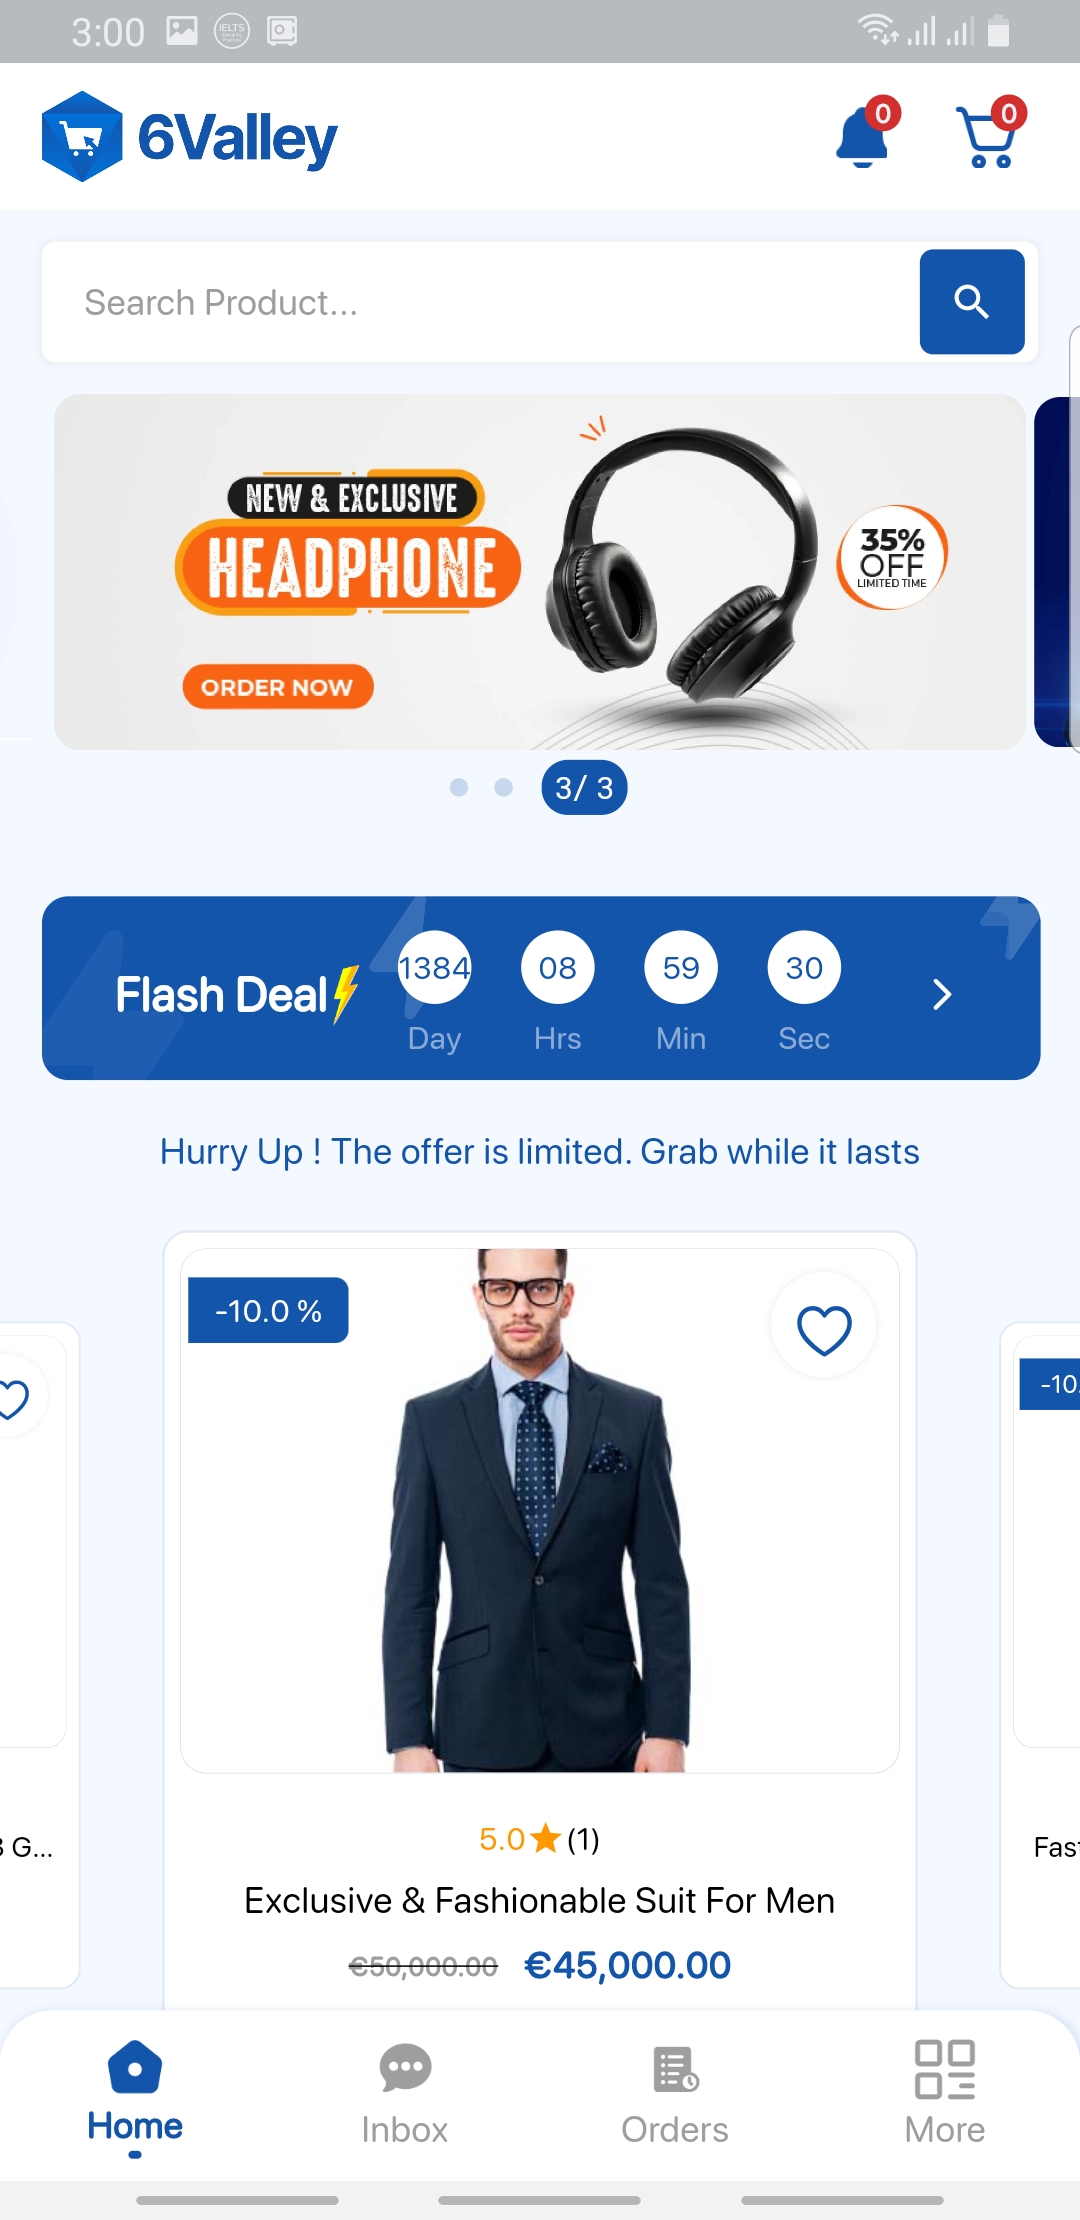 3:00
IELTS
6Valley
0
0
Search Product...
NEW & EXCLUSIVE
HEADPHONE
ORDER NOW
35%
OFF
LIMITED TIME
3/ 3
Flash Deal
1384 08 59 30
Day Hrs Min Sec
Hurry Up ! The offer is limited. Grab while it lasts
-10.0 %
-10.
5.0 (1)
G...
Fas
Exclusive & Fashionable Suit For Men
€50,000.00 €45,000.00
Home Inbox Orders More